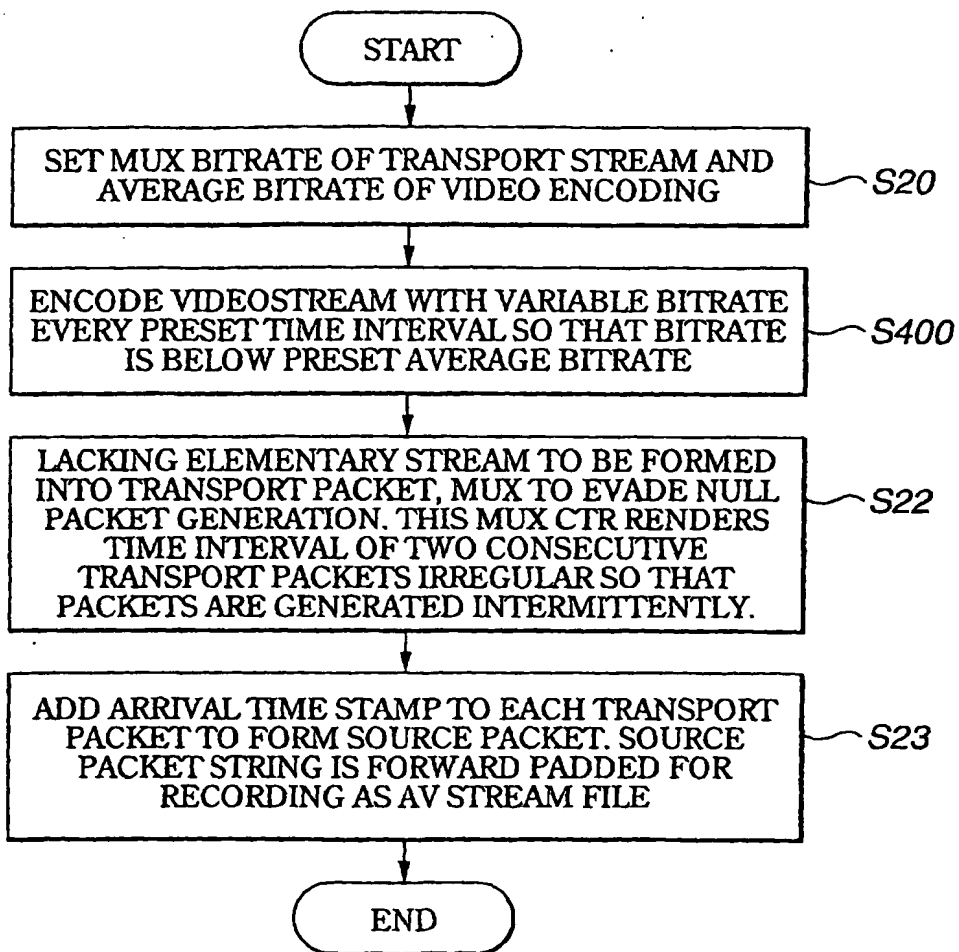 START
SET MUX BITRATE OF TRANSPORT STREAM AND
AVERAGE BITRATE OF VIDEO ENCODING
S20
ENCODE VIDEOSTREAM WITH VARIABLE BITRATE
EVERY PRESET TIME INTERVAL SO THAT BITRATE
IS BELOW PRESET AVERAGE BITRATE
S400
LACKING ELEMENTARY STREAM TO BE FORMED
INTO TRANSPORT PACKET, MUX TO EVADE NULL
PACKET GENERATION. THIS MUX CTR RENDERS
TIME INTERVAL OF TWO CONSECUTIVE
TRANSPORT PACKETS IRREGULAR SO THAT
PACKETS ARE GENERATED INTERMITTENTLY.
S22
ADD ARRIVAL TIME STAMP TO EACH TRANSPORT
PACKET TO FORM SOURCE PACKET. SOURCE
PACKET STRING IS FORWARD PADDED FOR
RECORDING AS AV STREAM FILE
S23
END